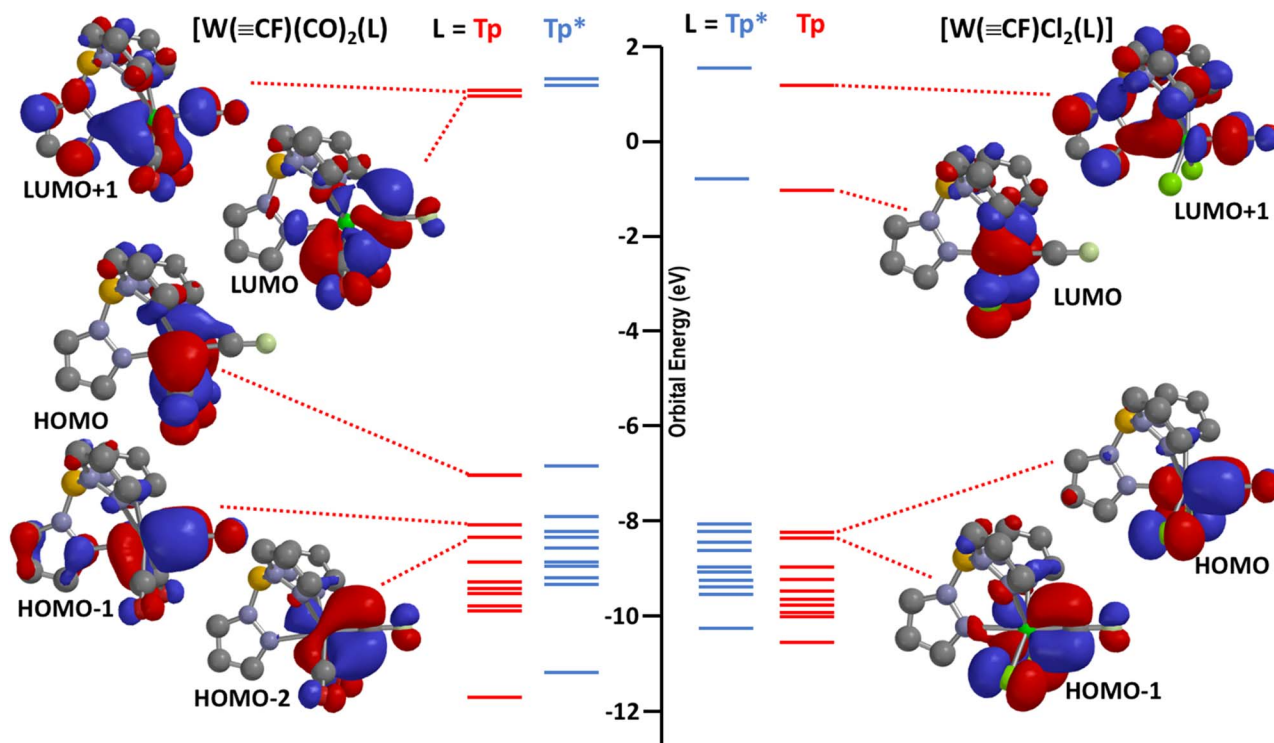 [W(≡CF)(CO)₂(L)
L = Tp Tp*
L = Tp* Tp
[W(≡CF)Cl₂(L)]
LUMO+1
LUMO
HOMO
HOMO-1
HOMO-2
2
0
-2
-4
-6
-8
-10
-12
Orbital Energy (eV)
LUMO+1
LUMO
HOMO
HOMO-1